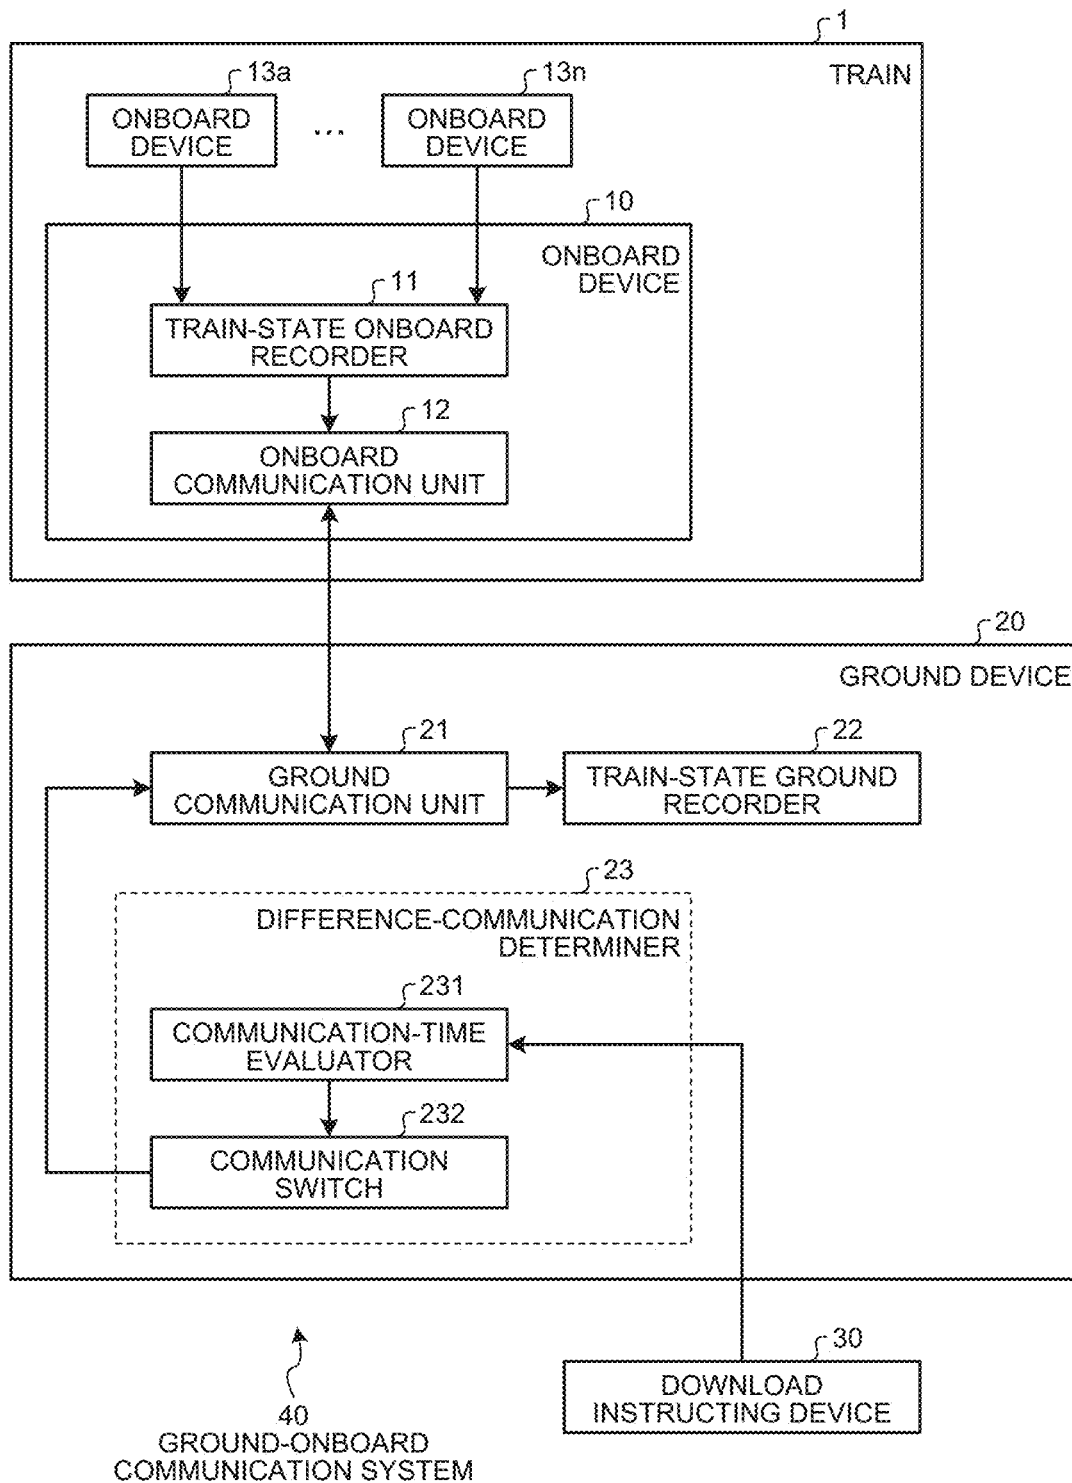 1
TRAIN
13a
ONBOARD
DEVICE
...
13n
ONBOARD
DEVICE
10
ONBOARD
DEVICE
11
TRAIN-STATE ONBOARD
RECORDER
12
ONBOARD
COMMUNICATION UNIT
20
GROUND DEVICE
21
GROUND
COMMUNICATION UNIT
22
TRAIN-STATE GROUND
RECORDER
23
DIFFERENCE-COMMUNICATION
DETERMINER
231
COMMUNICATION-TIME
EVALUATOR
232
COMMUNICATION
SWITCH
30
DOWNLOAD
INSTRUCTING DEVICE
40
GROUND-ONBOARD
COMMUNICATION SYSTEM